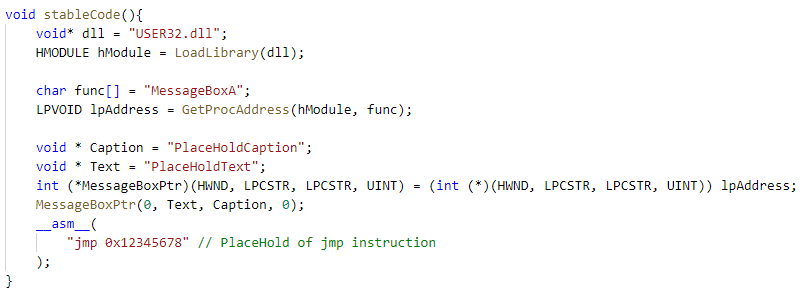 void stableCode(){
    void* dll = "USER32.dll";
    HMODULE hModule = LoadLibrary(dll);
    char func[] = "MessageBoxA";
    LPVOID lpAddress = GetProcAddress(hModule, func);
    void * Caption = "PlaceHoldCaption";
    void * Text = "PlaceHoldText";
    int (*MessageBoxPtr)(HWND, LPCSTR, LPCSTR, UINT) = (int (*)(HWND, LPCSTR, LPCSTR, UINT)) lpAddress;
    MessageBoxPtr(0, Text, Caption, 0);
    __asm__(
        "jmp 0x12345678" // PlaceHold of jmp instruction
    );
}